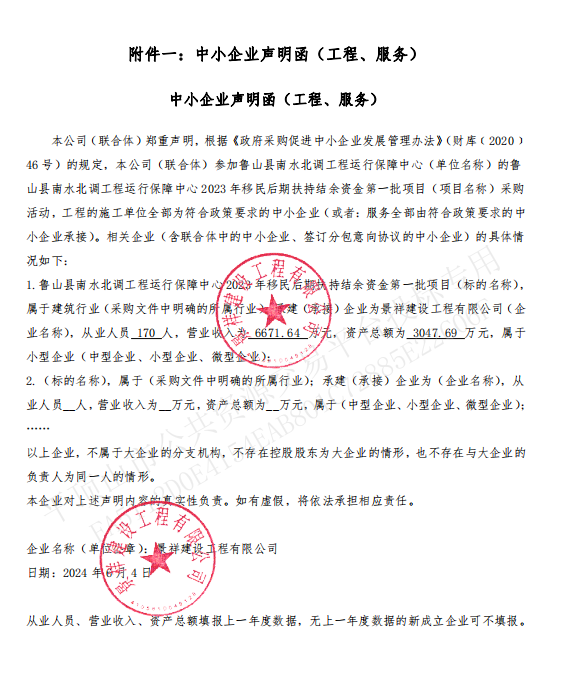 附件一：中小企业声明函（工程、服务）
中小企业声明函（工程、服务）
本公司（联合体）郑重声明，根据《政府采购促进中小企业发展管理办法》（财库﹝2020﹞
46 号）的规定，本公司（联合体）参加鲁山县南水北调工程运行保障中心（单位名称）的鲁
山县南水北调工程运行保障中心 2023 年移民后期扶持结余资金第一批项目（项目名称）采购
活动，工程的施工单位全部为符合政策要求的中小企业（或者：服务全部由符合政策要求的中
小企业承接）。相关企业（含联合体中的中小企业、签订分包意向协议的中小企业）的具体情
况如下：
1.鲁山县南水北调工程运行保障中心 2023 年移民后期扶持结余资金第一批项目（标的名称），
属于建筑行业（采购文件中明确的所属行业）；承建（承接）企业为景祥建设工程有限公司（企
业名称），从业人员 170 人，营业收入为 6671.64 万元，资产总额为 3047.69 万元，属于
小型企业（中型企业、小型企业、微型企业）；
2.（标的名称），属于（采购文件中明确的所属行业）；承建（承接）企业为（企业名称），从
业人员__人，营业收入为__万元，资产总额为__万元，属于（中型企业、小型企业、微型企业）；
……
以上企业，不属于大企业的分支机构，不存在控股股东为大企业的情形，也不存在与大企业的
负责人为同一人的情形。
本企业对上述声明内容的真实性负责。如有虚假，将依法承担相应责任。
企业名称（单位公章）：景祥建设工程有限公司
日期：2024 年 6 月 4 日
景祥建设工程有限公司
景祥建设工程有限公司
从业人员、营业收入、资产总额填报上一年度数据，无上一年度数据的新成立企业可不填报。